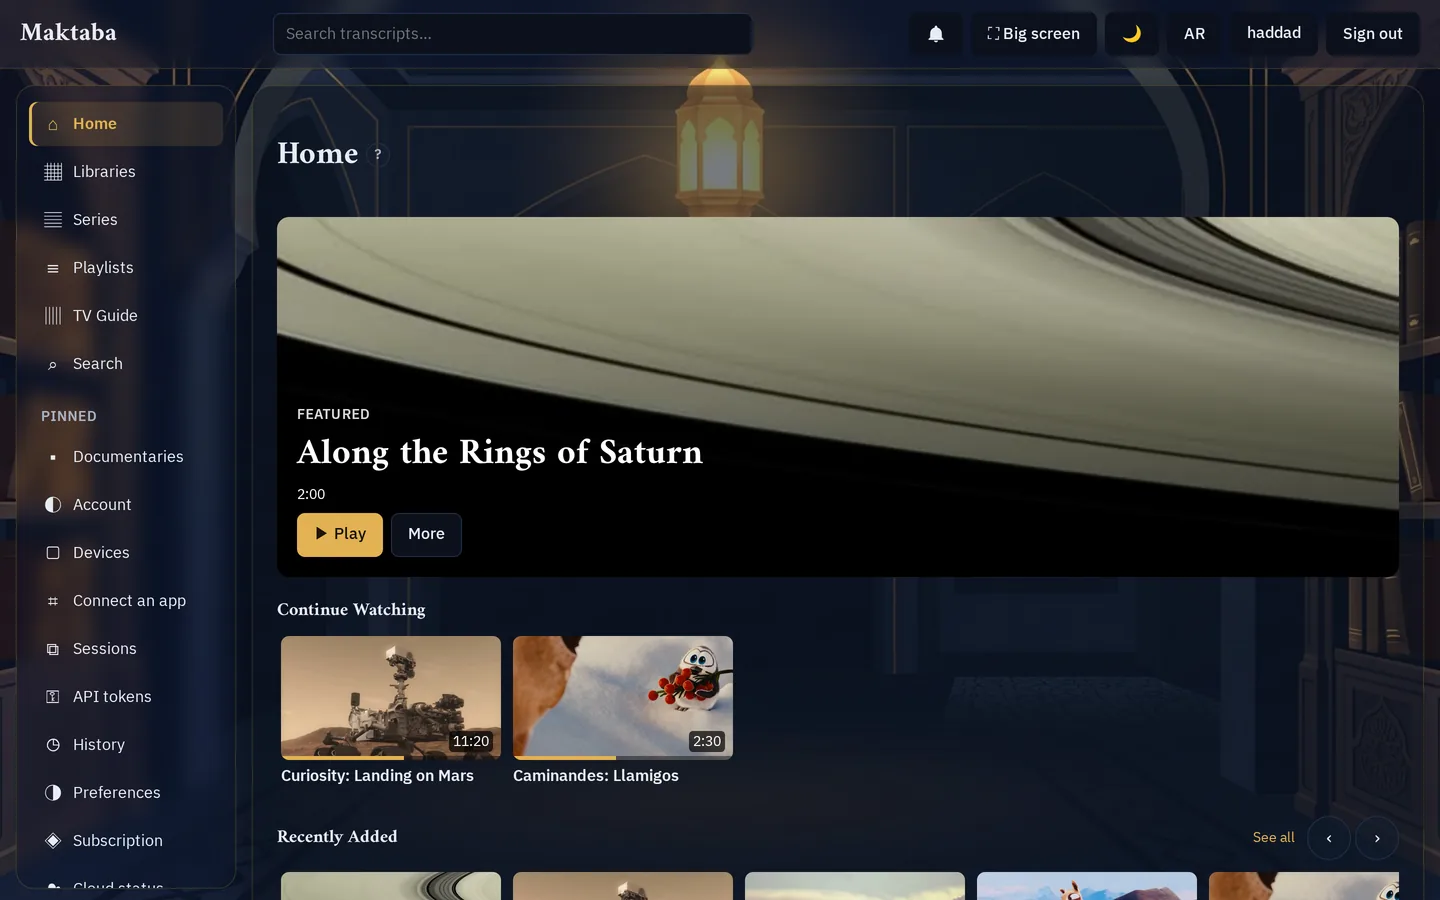 Maktaba
Search transcripts...
Big screen
AR
haddad
Sign out
Home
Libraries
Series
Playlists
TV Guide
Search
PINNED
Documentaries
Account
Devices
Connect an app
Sessions
API tokens
History
Preferences
Subscription
Cloud status
Home ?
FEATURED
Along the Rings of Saturn
2:00
Play
More
Continue Watching
11:20
2:30
Curiosity: Landing on Mars
Caminandes: Llamigos
Recently Added
See all